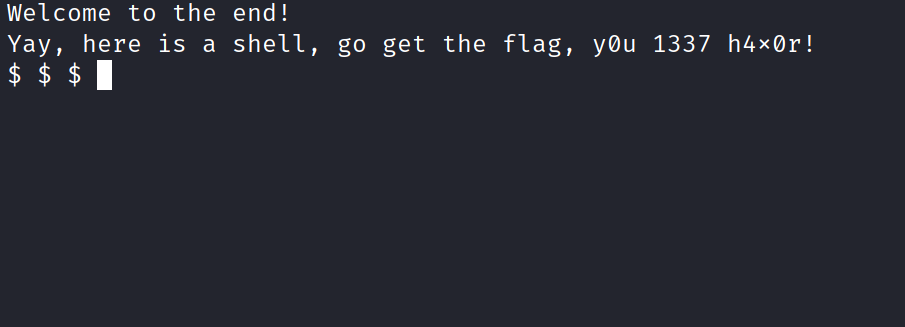 Welcome to the end!
Yay, here is a shell, go get the flag, y0u 1337 h4×0r!
$ $ $